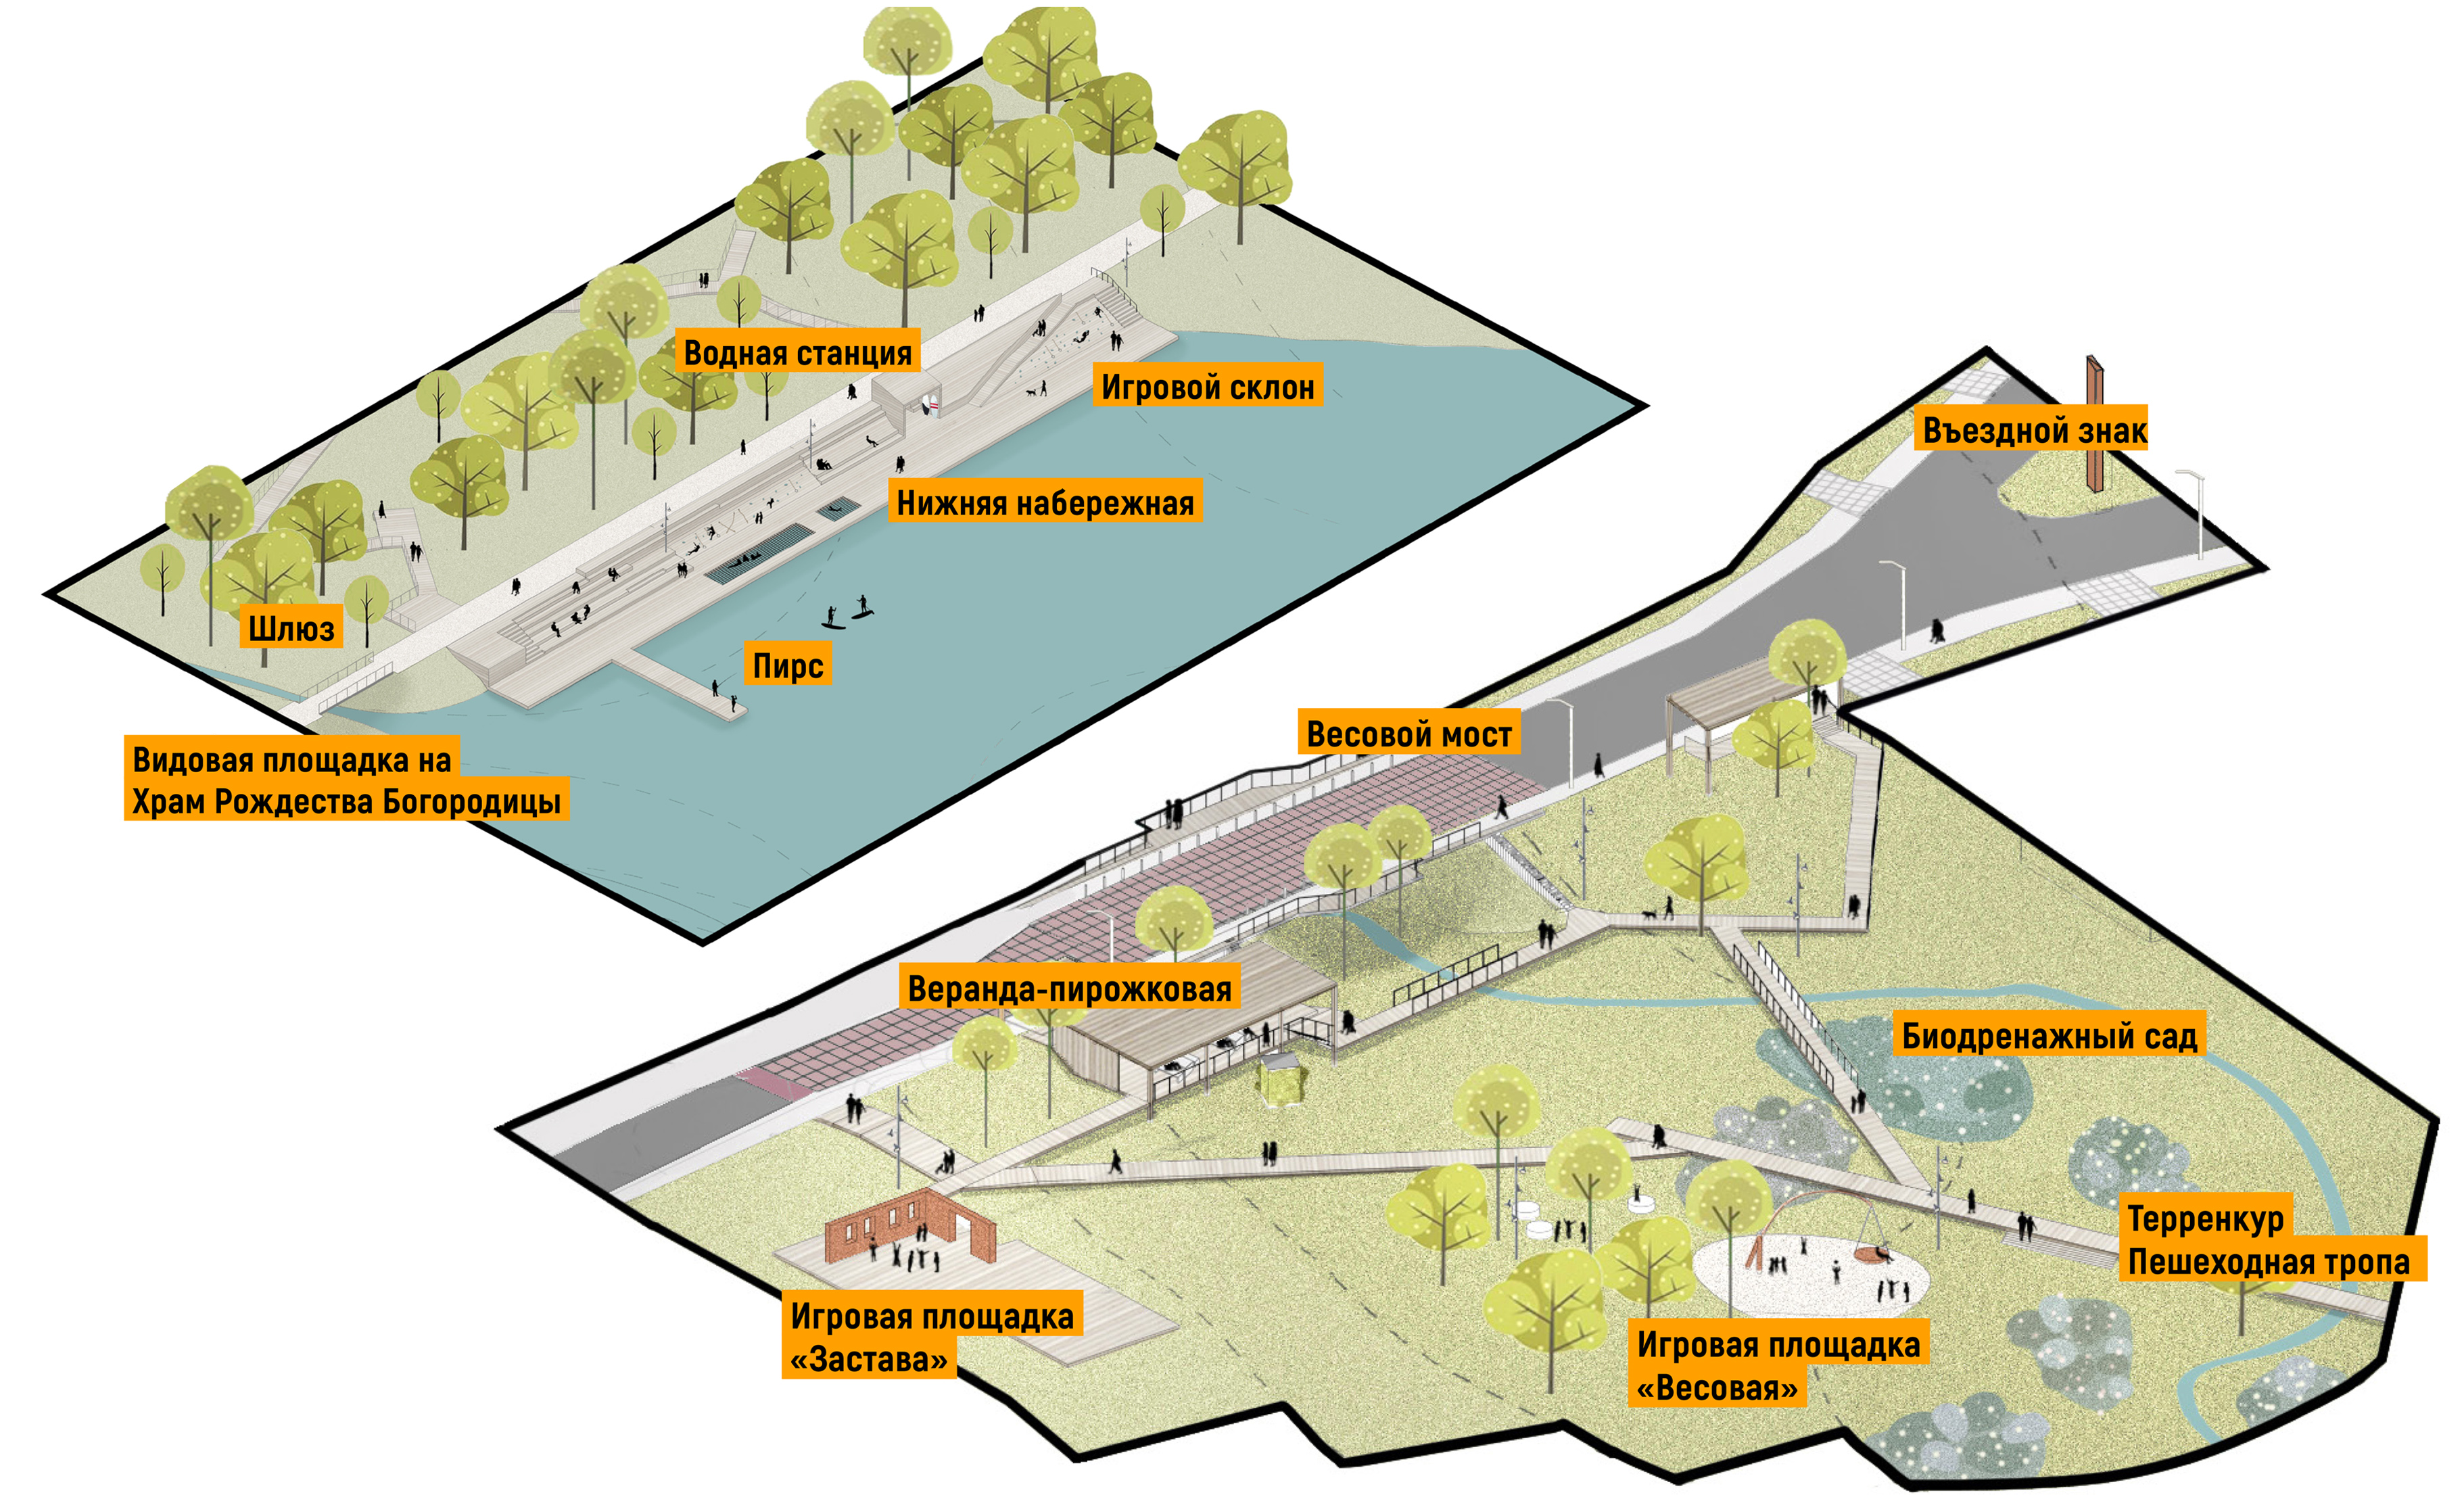 Водная станция
Игровой склон
Нижняя набережная
Шлюз
Пирс
Видовая площадка на
Храм Рождества Богородицы
Въездной знак
Весовой мост
Веранда-пирожковая
Биодренажный сад
Терренкур
Пешеходная тропа
Игровая площадка
«Застава»
Игровая площадка
«Весовая»